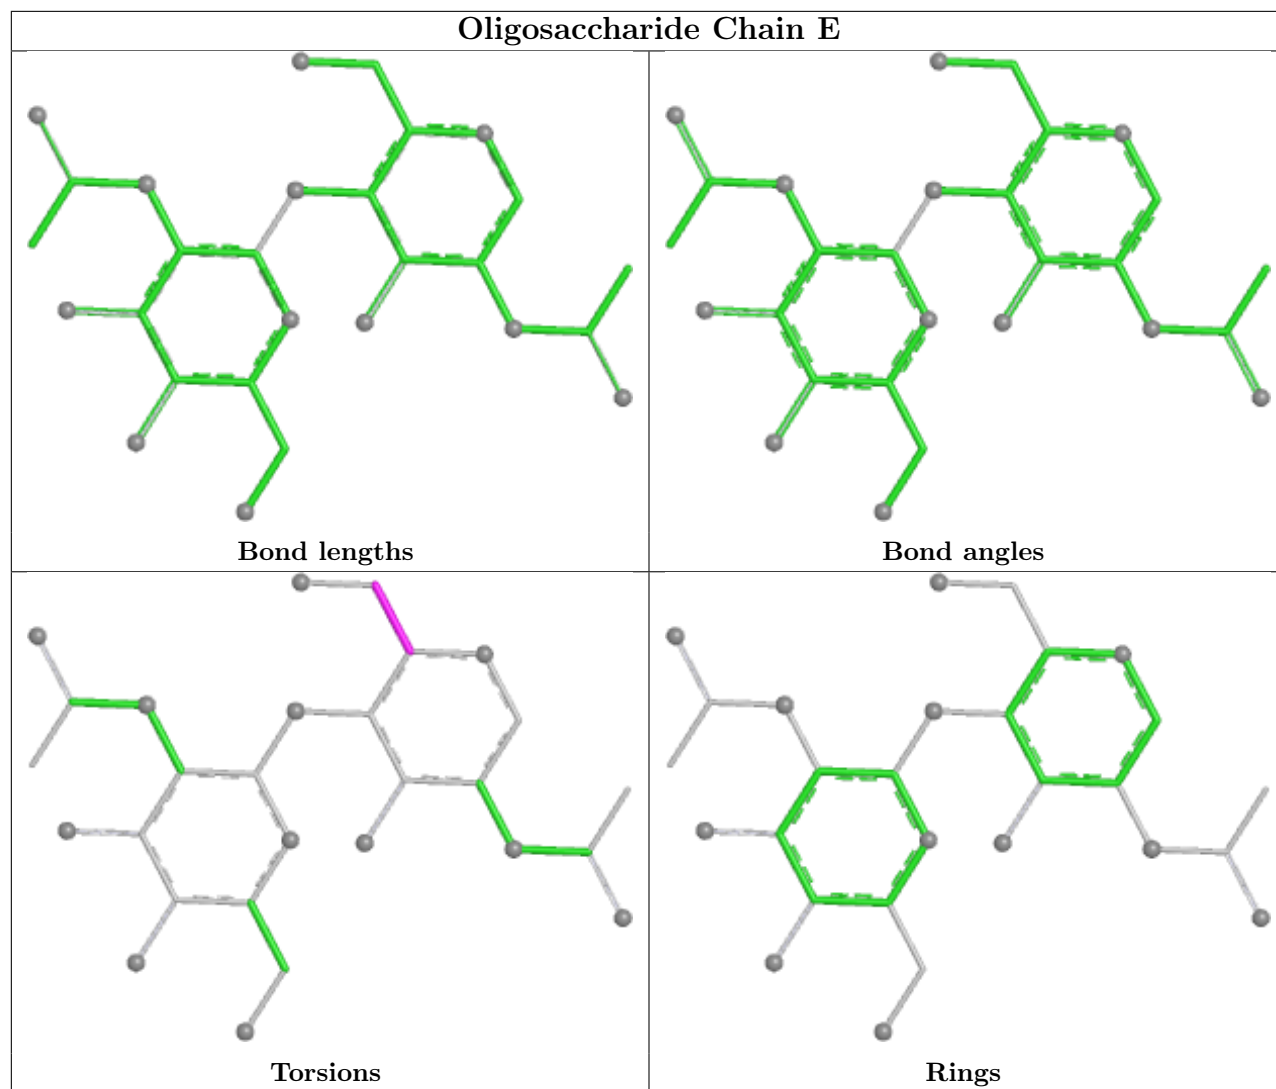 Oligosaccharide Chain E
Bond lengths
Bond angles
Torsions
Rings